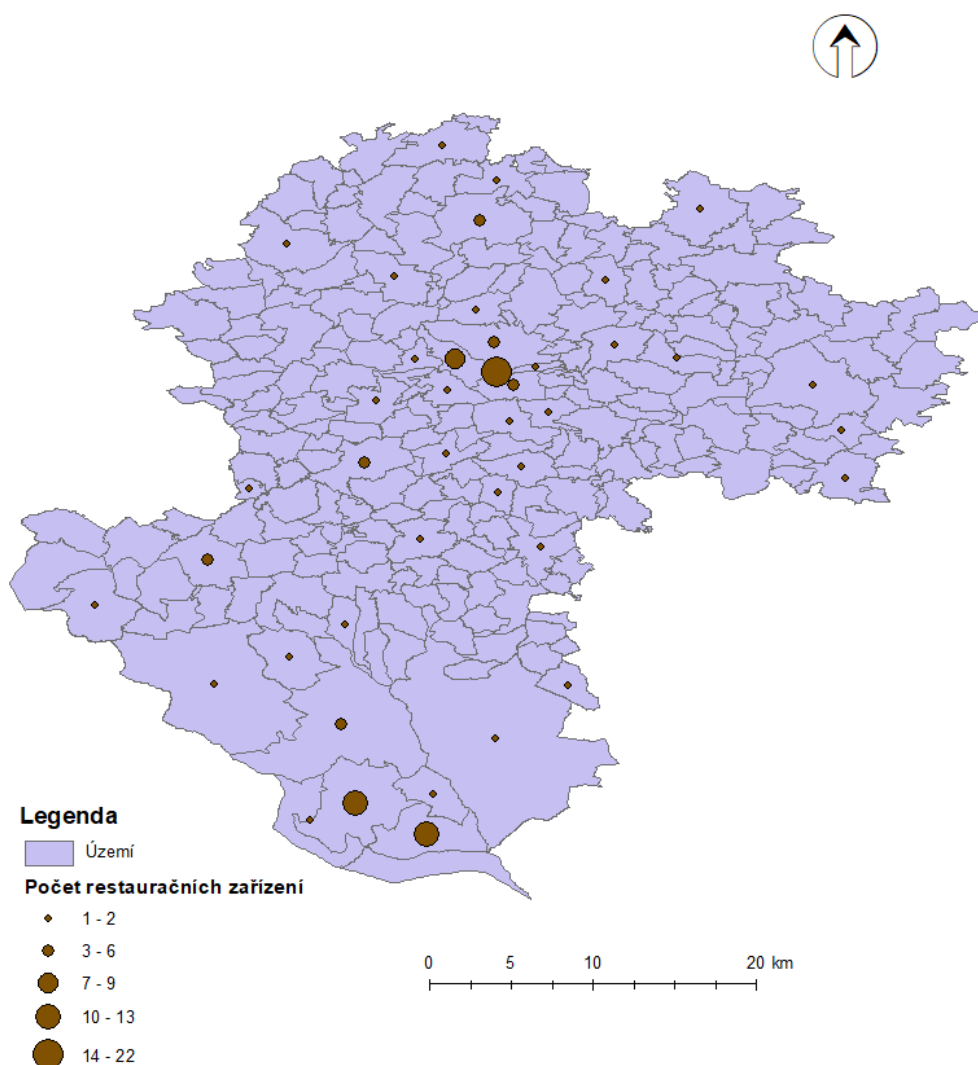 Legenda
Území
Počet restauračních zařízení
1 - 2
3 - 6
7 - 9
10 - 13
14 - 22
0 5 10 20 km